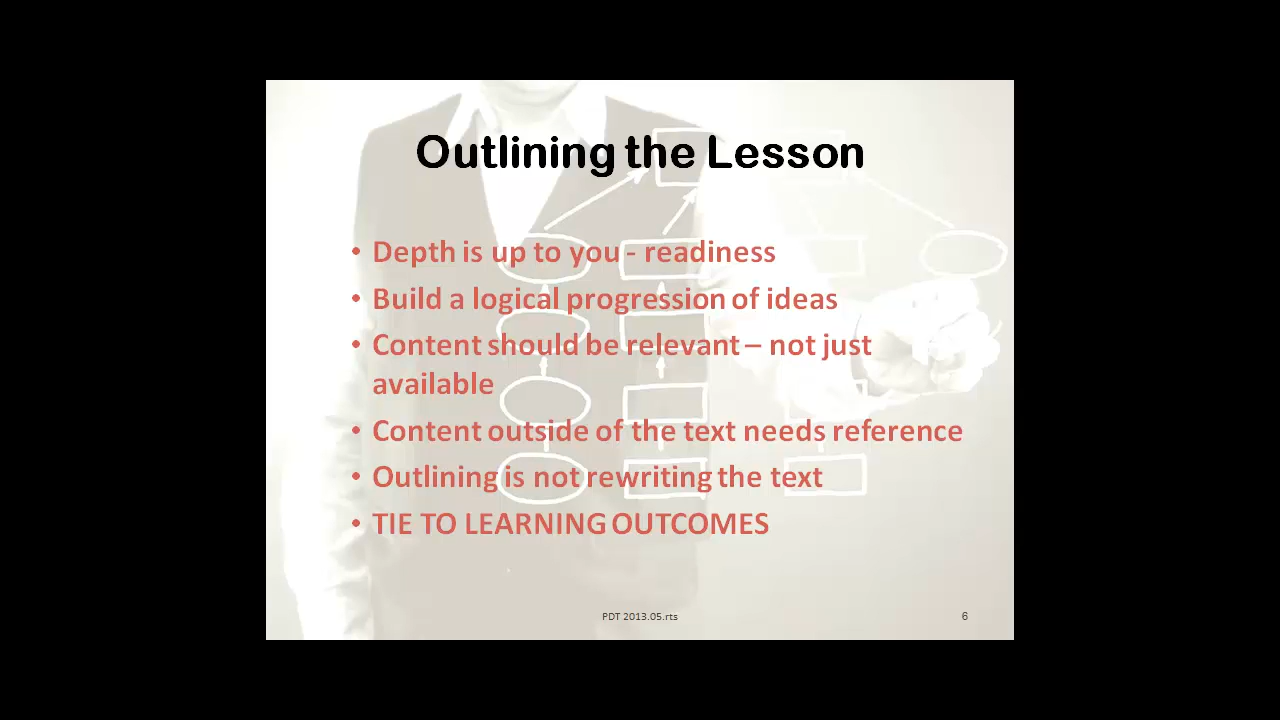 Outlining the Lesson
• Depth is up to you - readiness
• Build a logical progression of ideas
• Content should be relevant – not just
available
• Content outside of the text needs reference
• Outlining is not rewriting the text
• TIE TO LEARNING OUTCOMES
PDT 2013.05.rts
6